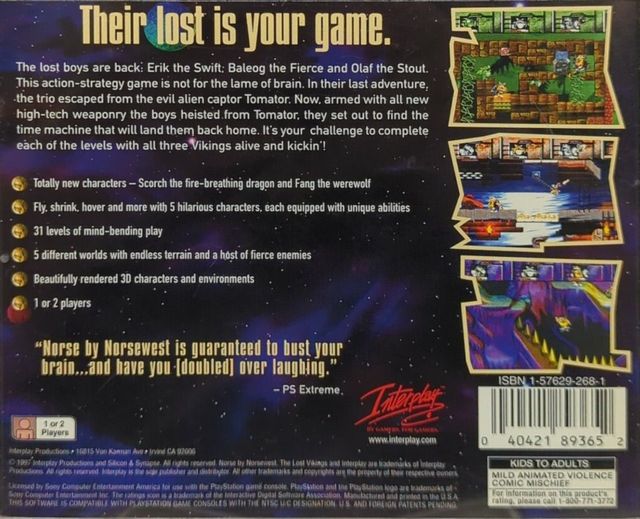 Their lost is your game.
The lost boys are back: Erik the Swift, Baleog the Fierce and Olaf the Stout.
This action-strategy game is not for the lame of brain. In their last adventure,
the trio escaped from the evil alien captor Tomator. Now, armed with all new
high-tech weaponry the boys heisted from Tomator, they set out to find the
time machine that will land them back home. It's your challenge to complete
each of the levels with all three Vikings alive and kickin'!
Totally new characters – Scorch the fire-breathing dragon and Fang the werewolf
Fly, shrink, hover and more with 5 hilarious characters, each equipped with unique abilities
31 levels of mind-bending play
5 different worlds with endless terrain and a host of fierce enemies
Beautifully rendered 3D characters and environments
1 or 2 players
"Norse by Norsewest is guaranteed to bust your
brain...and have you [doubled] over laughing."
– PS Extreme
Interplay
BY GAMERS. FOR GAMERS.
www.interplay.com
ISBN 1-57629-268-1
0 40421 89365 2
1 or 2
Players
KIDS TO ADULTS
MILD ANIMATED VIOLENCE
COMIC MISCHIEF
For information on this product's
rating, please call 1-800-771-3772
Interplay Productions • 16815 Von Karman Ave • Irvine CA 92606
© 1997 Interplay Productions and Silicon & Synapse. All rights reserved. Norse by Norsewest. The Lost Vikings and Interplay are trademarks of Interplay
Productions. All rights reserved. Interplay is the sole publisher and distributor. All other trademarks and copyrights are the property of their respective owners.
Licensed by Sony Computer Entertainment America for use with the PlayStation game console. PlayStation and the PlayStation logo are trademarks of
Sony Computer Entertainment Inc. The ratings icon is a trademark of the Interactive Digital Software Association. Manufactured and printed in the U.S.A.
THIS SOFTWARE IS COMPATIBLE WITH PLAYSTATION GAME CONSOLES WITH THE NTSC U/C DESIGNATION. U.S. AND FOREIGN PATENTS PENDING.